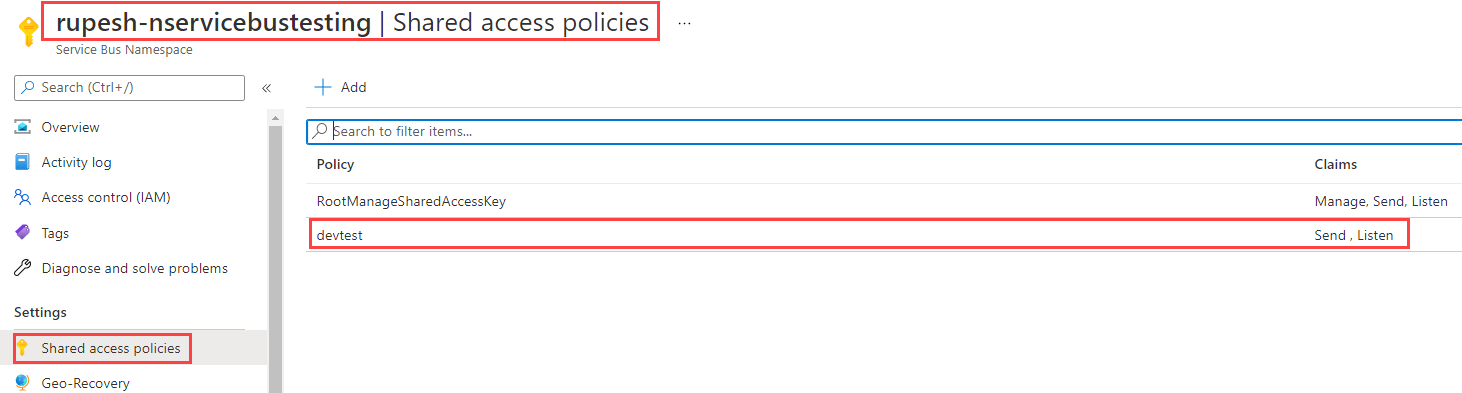 rupesh-nservicebustesting | Shared access policies ...
Service Bus Namespace
Search (Ctrl+/)
«
Overview
Activity log
Access control (IAM)
Tags
Diagnose and solve problems
Settings
Shared access policies
Geo-Recovery
+ Add
Search to filter items...
Policy Claims
RootManageSharedAccessKey Manage, Send, Listen
devtest Send , Listen